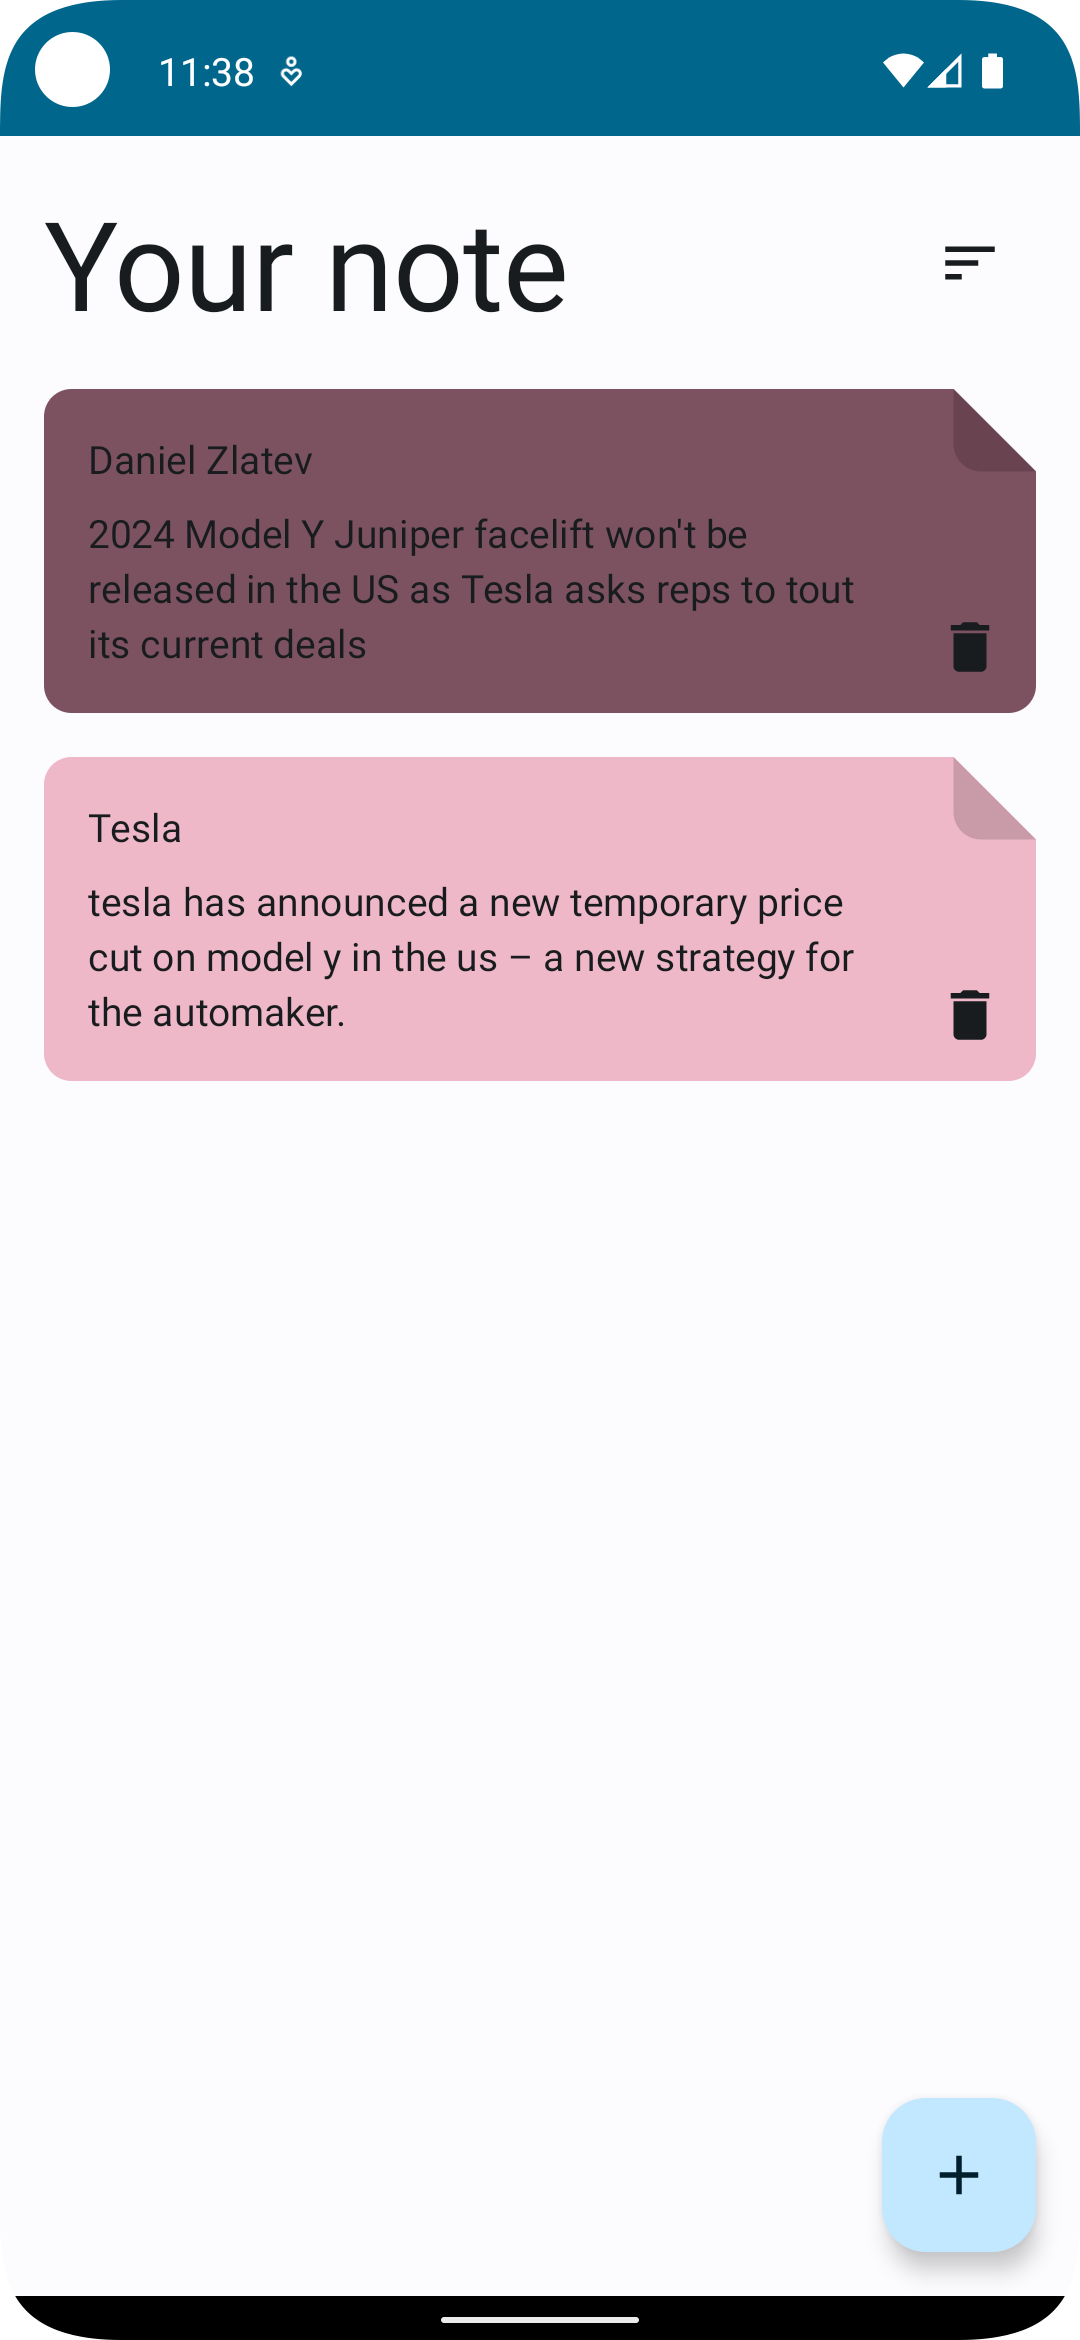 11:38
Your note
Daniel Zlatev
2024 Model Y Juniper facelift won't be
released in the US as Tesla asks reps to tout
its current deals
Tesla
tesla has announced a new temporary price
cut on model y in the us – a new strategy for
the automaker.